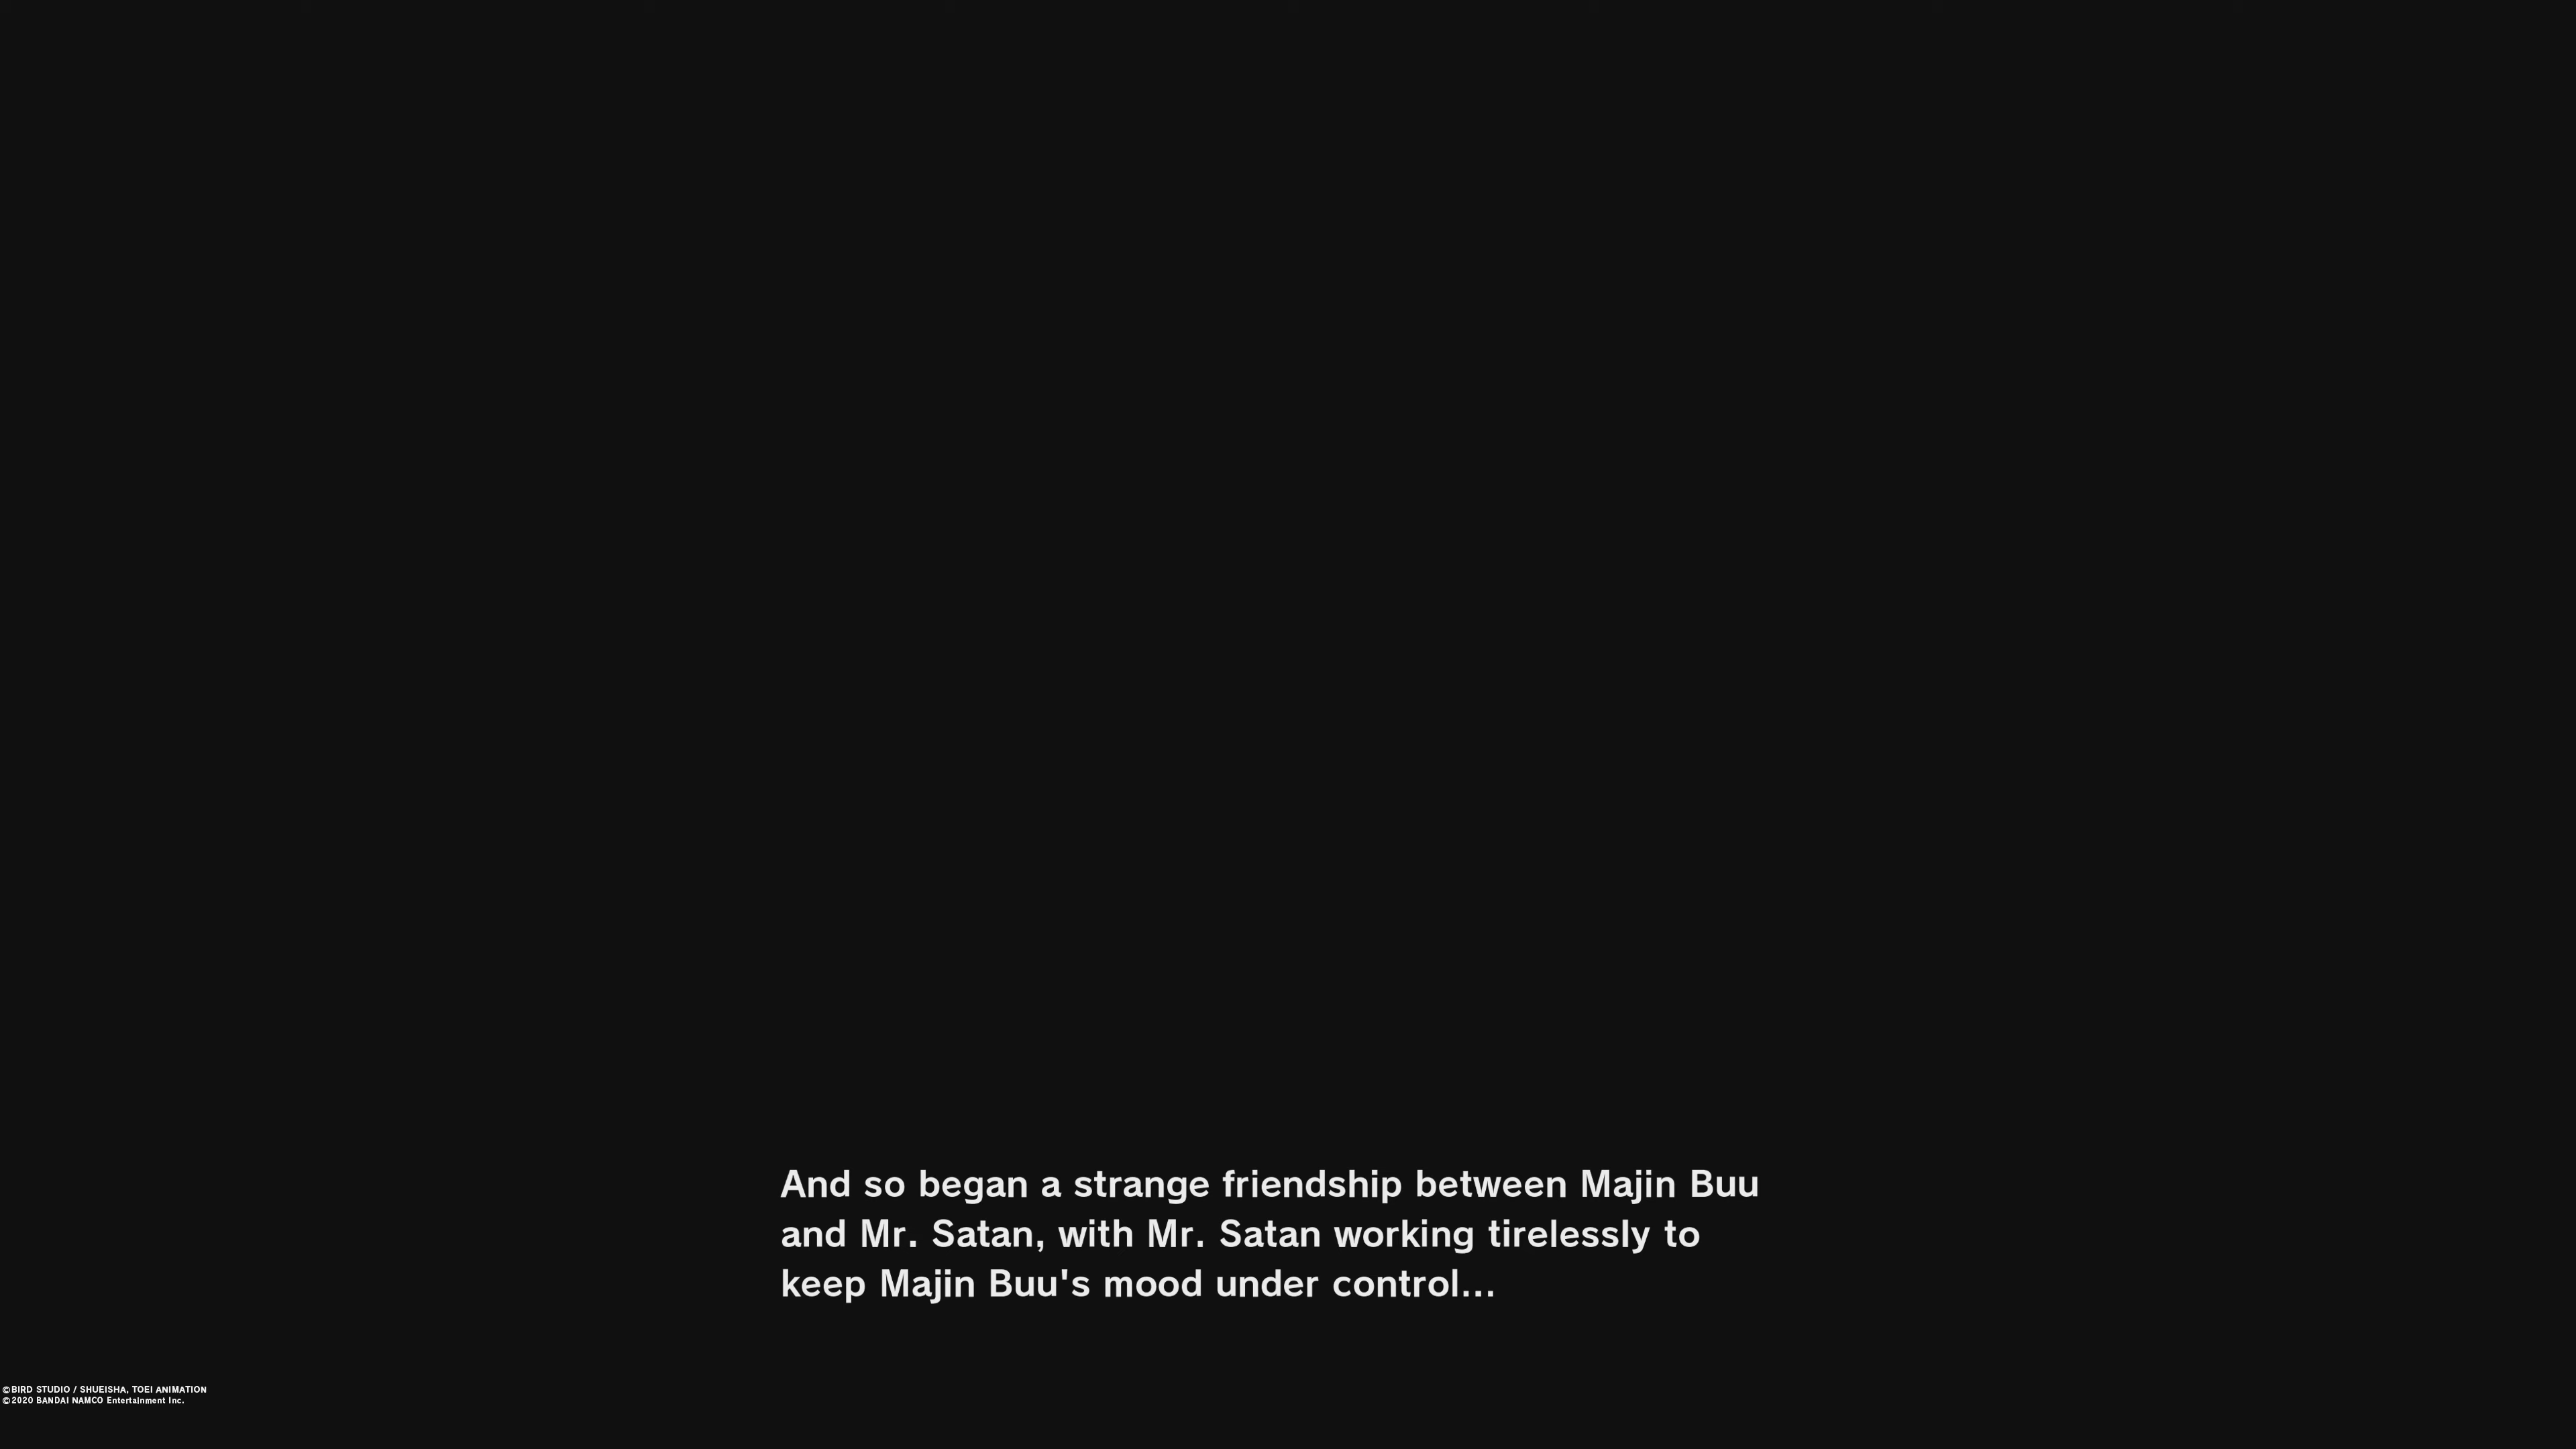 And so began a strange friendship between Majin Buu
and Mr. Satan, with Mr. Satan working tirelessly to
keep Majin Buu's mood under control...
©BIRD STUDIO / SHUEISHA, TOEI ANIMATION
©2020 BANDAI NAMCO Entertainment Inc.